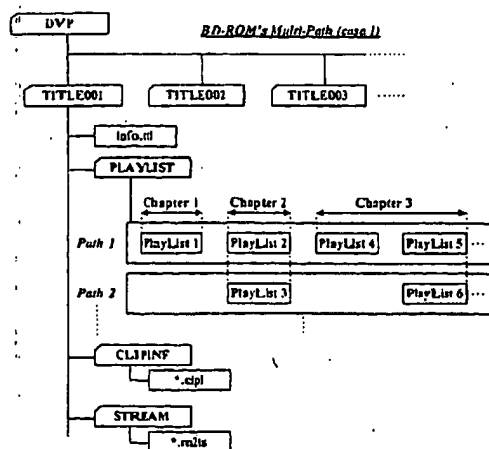 DVP
BD-ROM's Multi-Path (case 1)
TITLE001 TITLE002 TITLE003
info.ttl
PLAYLIST
Chapter 1 Chapter 2 Chapter 3
Path 1 PlayList 1 PlayList 2 PlayList 4 PlayList 5
Path 2 PlayList 3 PlayList 6
CLIPINF
*.clpi
STREAM
*.m2ts